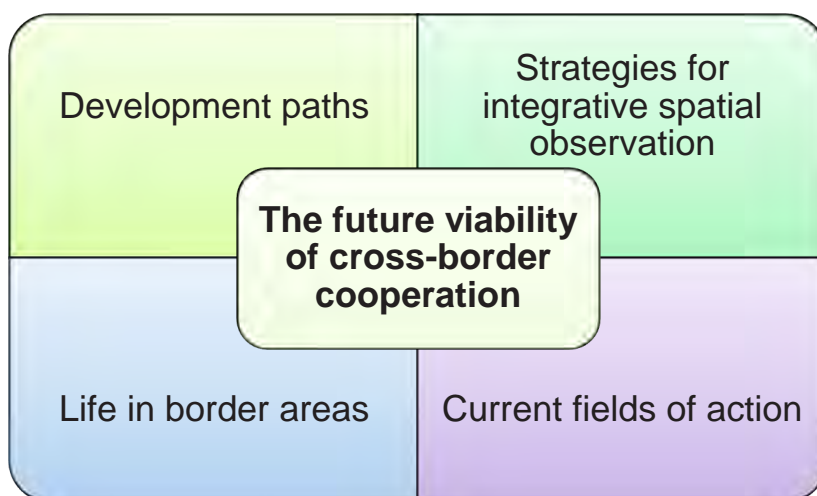 Development paths
Strategies for
integrative spatial
observation
The future viability
of cross-border
cooperation
Life in border areas
Current fields of action